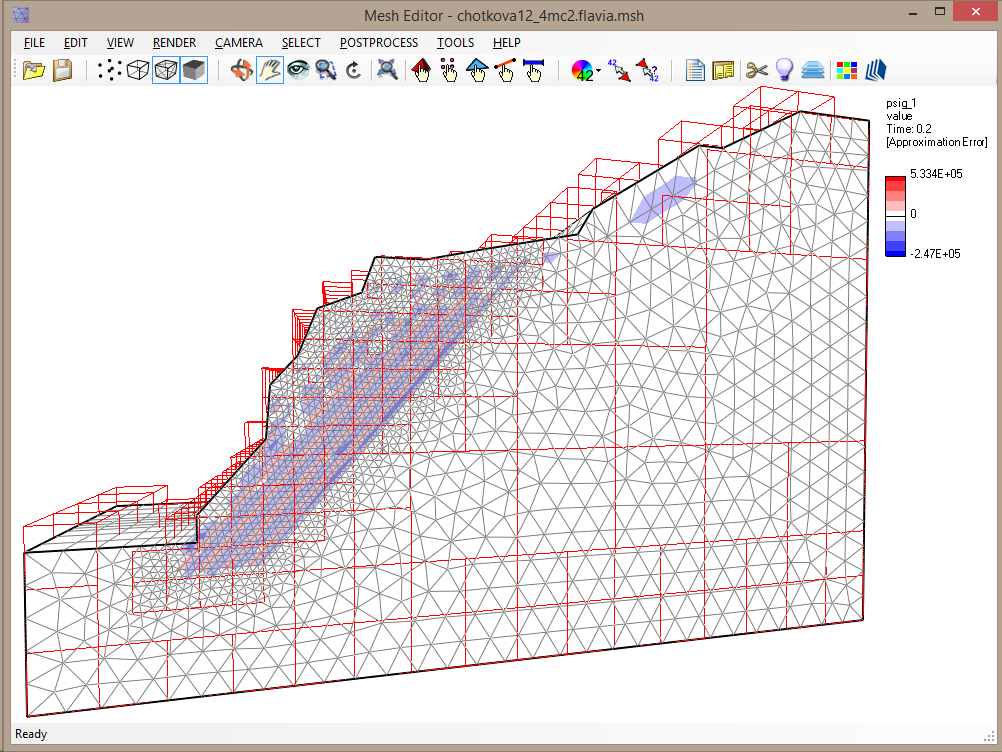 Mesh Editor - chotkova12_4mc2.flavia.msh
FILE EDIT VIEW RENDER CAMERA SELECT POSTPROCESS TOOLS HELP
42 42 ? 42
psig_1
value
Time: 0.2
[Approximation Error]
5.334E+05
0
-2.47E+05
Ready